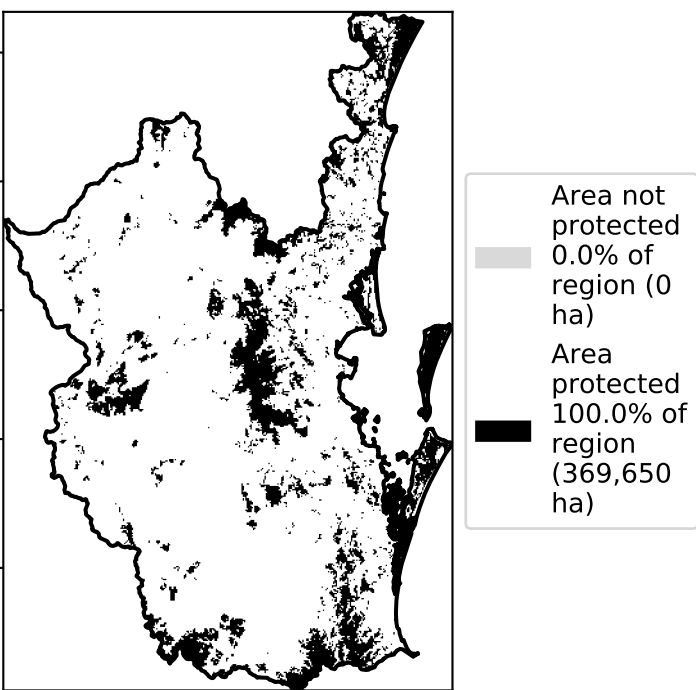 Area not
protected
0.0% of
region (0
ha)
Area
protected
100.0% of
region
(369,650
ha)